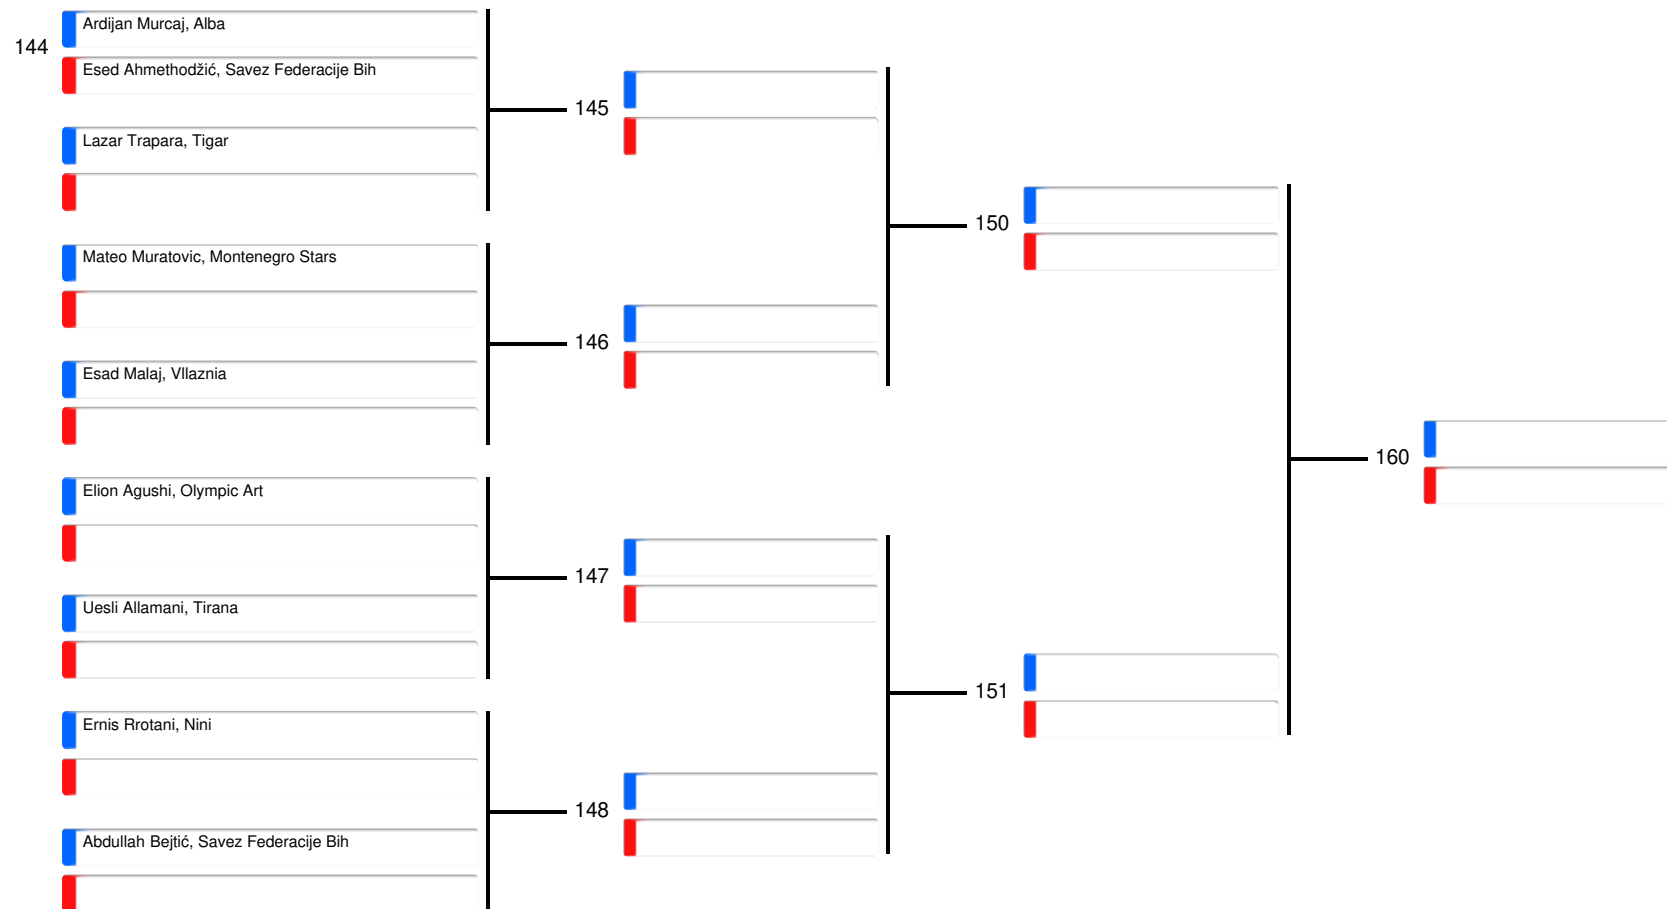 144
Ardijan Murcaj, Alba
Esed Ahmethodžić, Savez Federacije Bih
145
Lazar Trapara, Tigar
150
Mateo Muratovic, Montenegro Stars
146
Esad Malaj, Vllaznia
160
Elion Agushi, Olympic Art
147
Uesli Allamani, Tirana
151
Ernis Rrotani, Nini
148
Abdullah Bejtić, Savez Federacije Bih